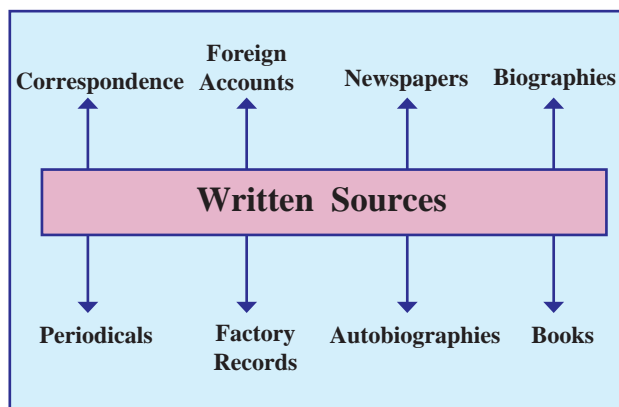 Correspondence
Foreign
Accounts
Newspapers
Biographies
Written Sources
Periodicals
Factory
Records
Autobiographies
Books